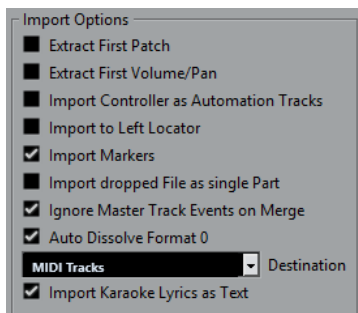 Import Options
Extract First Patch
Extract First Volume/Pan
Import Controller as Automation Tracks
Import to Left Locator
Import Markers
Import dropped File as single Part
Ignore Master Track Events on Merge
Auto Dissolve Format 0
MIDI Tracks Destination
Import Karaoke Lyrics as Text